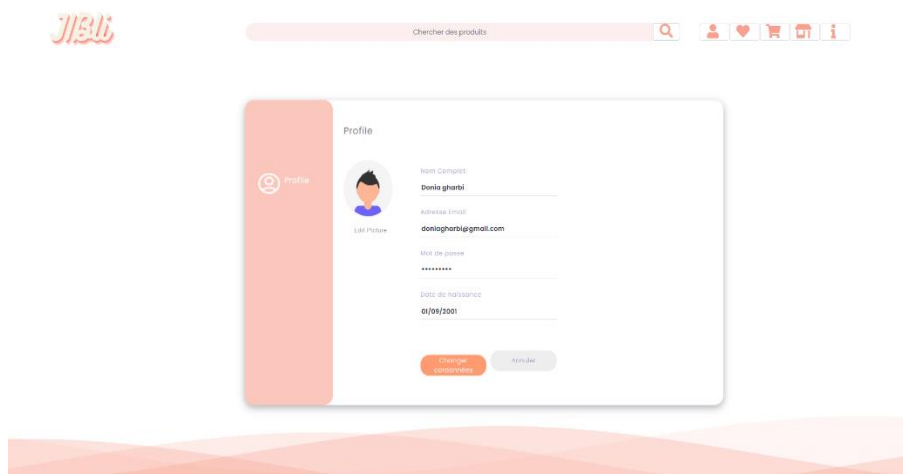 JIBLi
Chercher des produits
Profile
Profile
Edit Picture
Nom Complet
Donia gharbi
Adresse Email
doniagharbi@gmail.com
Mot de passe
•••••••••
Date de naissance
01/09/2001
Changer
cordonnées
Annuler